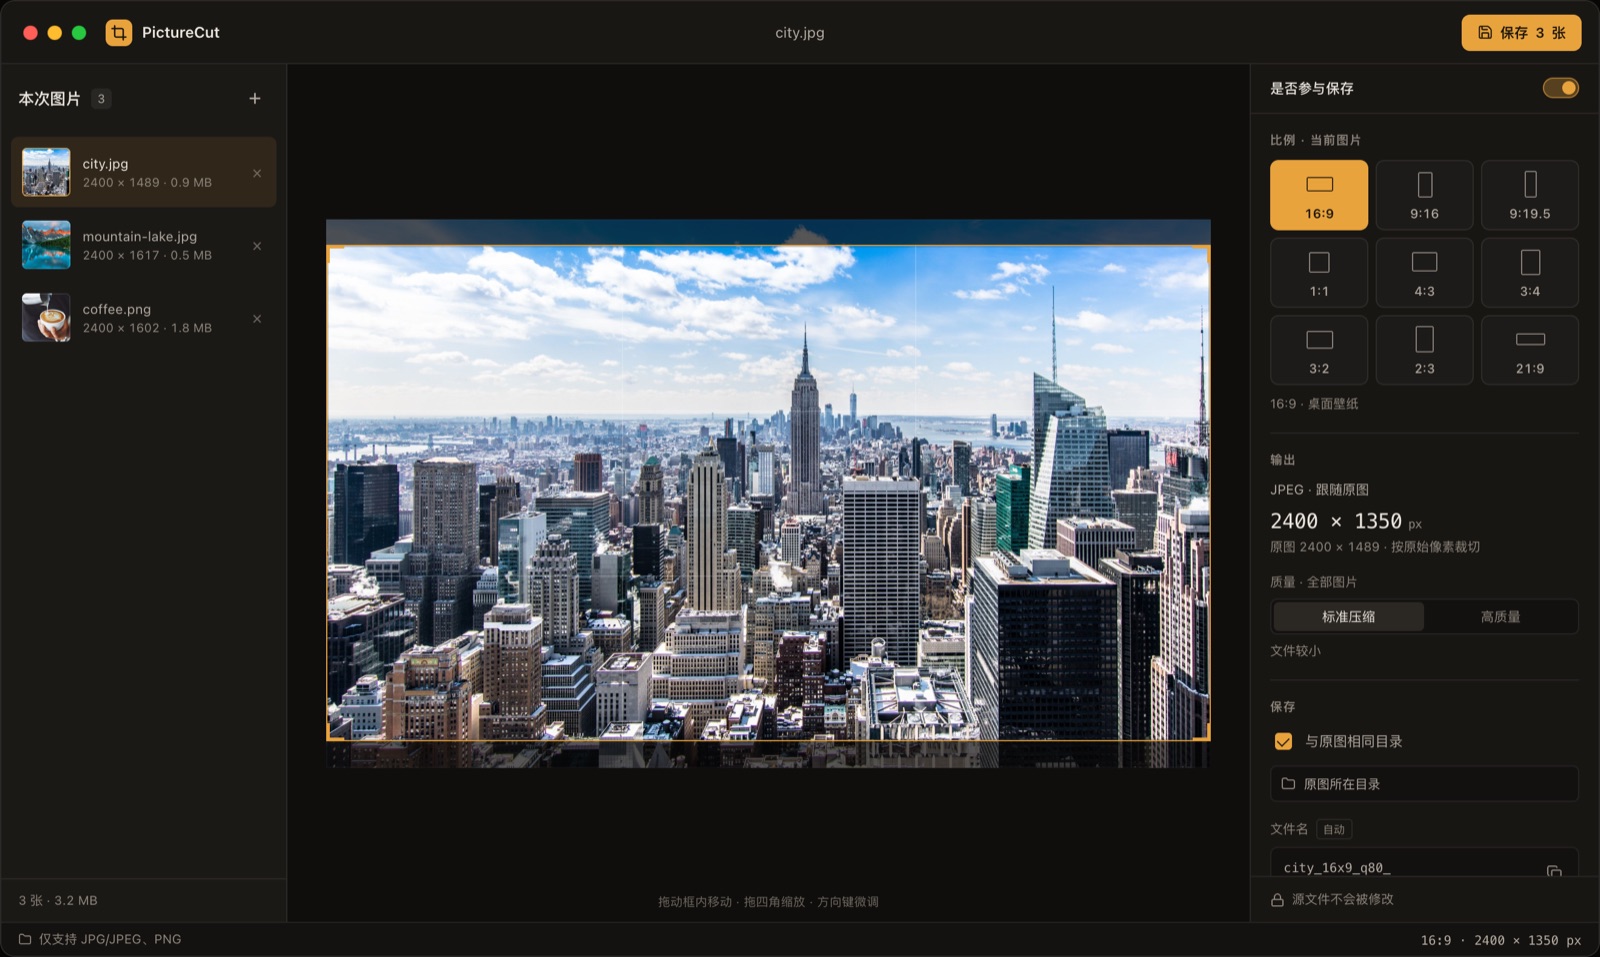 PictureCut
city.jpg
保存 3 张
本次图片 3
city.jpg
2400 × 1489 · 0.9 MB
mountain-lake.jpg
2400 × 1617 · 0.5 MB
coffee.png
2400 × 1602 · 1.8 MB
3 张 · 3.2 MB
拖动框内移动 · 拖四角缩放 · 方向键微调
是否参与保存
比例 · 当前图片
16:9
9:16
9:19.5
1:1
4:3
3:4
3:2
2:3
21:9
16:9 · 桌面壁纸
输出
JPEG · 跟随原图
2400 × 1350 px
原图 2400 × 1489 · 按原始像素裁切
质量 · 全部图片
标准压缩
高质量
文件较小
保存
与原图相同目录
原图所在目录
文件名 自动
city_16x9_q80_
源文件不会被修改
仅支持 JPG/JPEG、PNG
16:9 · 2400 × 1350 px